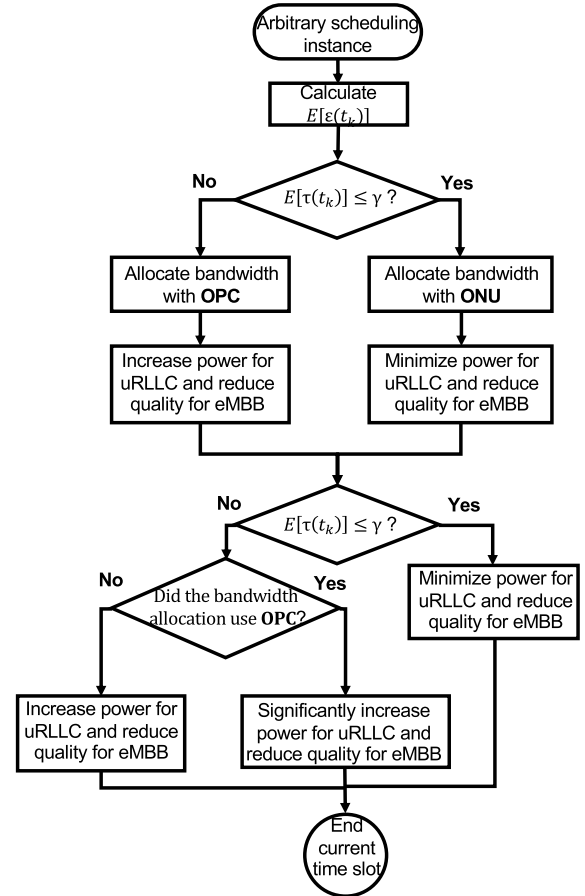 Arbitrary scheduling
instance
Calculate
E[ε(t_k)]
No
E[τ(t_k)] ≤ γ ?
Yes
Allocate bandwidth
with OPC
Allocate bandwidth
with ONU
Increase power for
uRLLC and reduce
quality for eMBB
Minimize power for
uRLLC and reduce
quality for eMBB
No
E[τ(t_k)] ≤ γ ?
Yes
No
Did the bandwidth
allocation use OPC?
Yes
Minimize power for
uRLLC and reduce
quality for eMBB
Increase power for
uRLLC and reduce
quality for eMBB
Significantly increase
power for uRLLC and
reduce quality for eMBB
End
current
time slot